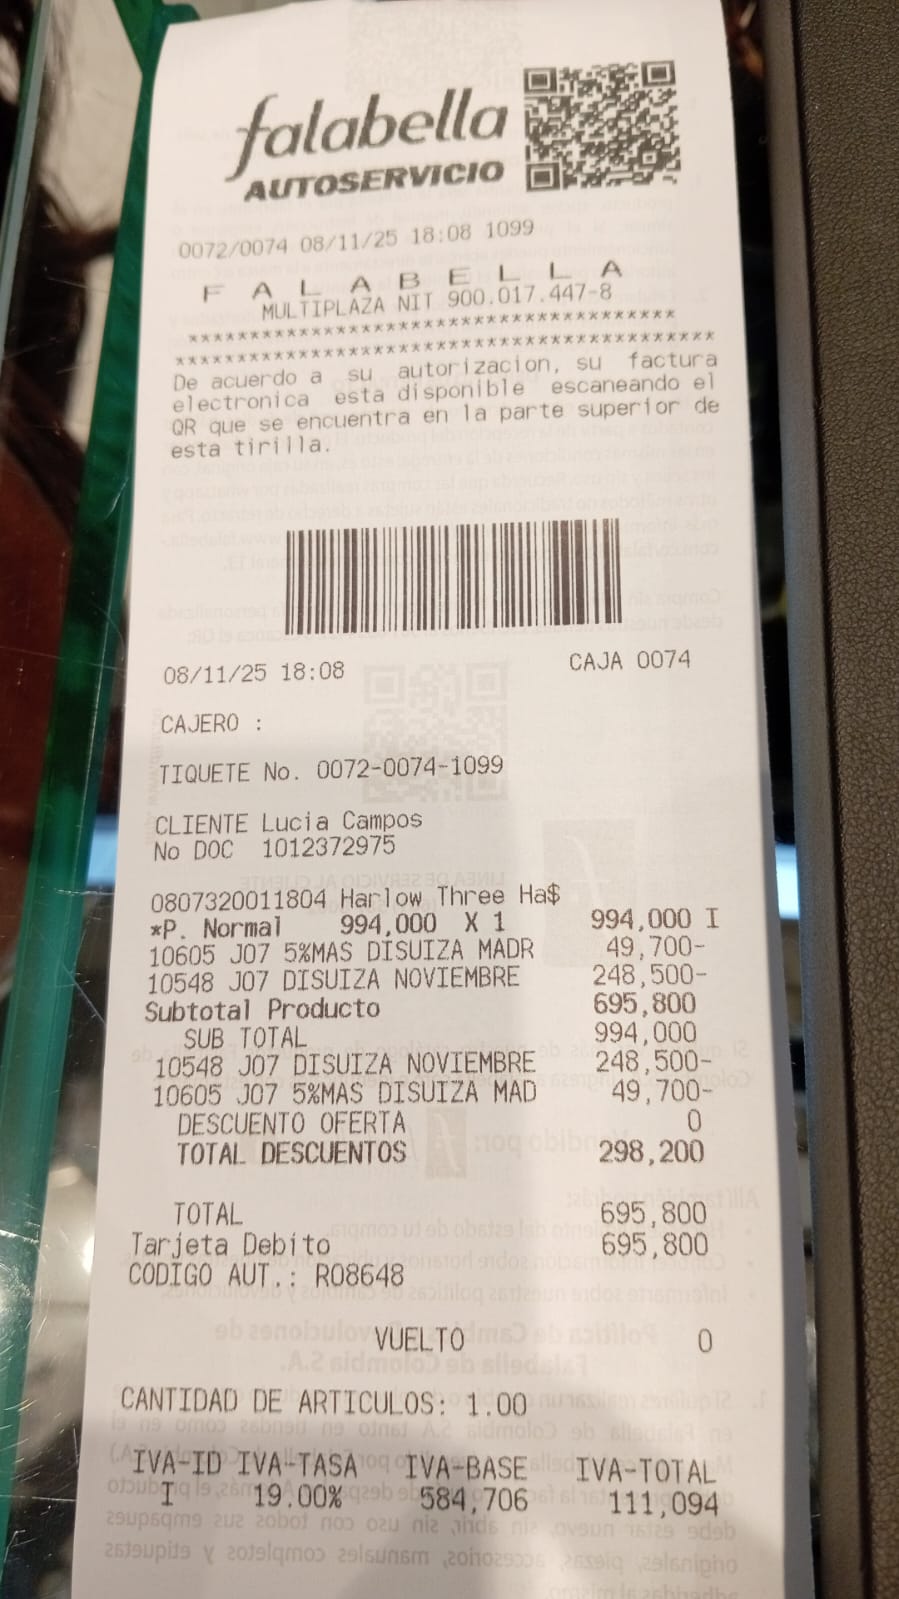 falabella
AUTOSERVICIO
0072/0074 08/11/25 18:08 1099
F A L A B E L L A
MULTIPLAZA NIT 900.017.447-8
****************************************
********************************************
De acuerdo a su autorizacion, su factura
electronica esta disponible escaneando el
QR que se encuentra en la parte superior de
esta tirilla.
08/11/25 18:08 CAJA 0074
CAJERO :
TIQUETE No. 0072-0074-1099
CLIENTE Lucia Campos
No DOC 1012372975
0807320011804 Harlow Three Ha$
*P. Normal 994,000 X 1 994,000 I
10605 J07 5%MAS DISUIZA MADR 49,700-
10548 J07 DISUIZA NOVIEMBRE 248,500-
Subtotal Producto 695,800
SUB TOTAL 994,000
10548 J07 DISUIZA NOVIEMBRE 248,500-
10605 J07 5%MAS DISUIZA MAD 49,700-
DESCUENTO OFERTA 0
TOTAL DESCUENTOS 298,200
TOTAL 695,800
Tarjeta Debito 695,800
CODIGO AUT.: R08648
VUELTO 0
CANTIDAD DE ARTICULOS: 1.00
IVA-ID IVA-TASA IVA-BASE IVA-TOTAL
I 19.00% 584,706 111,094